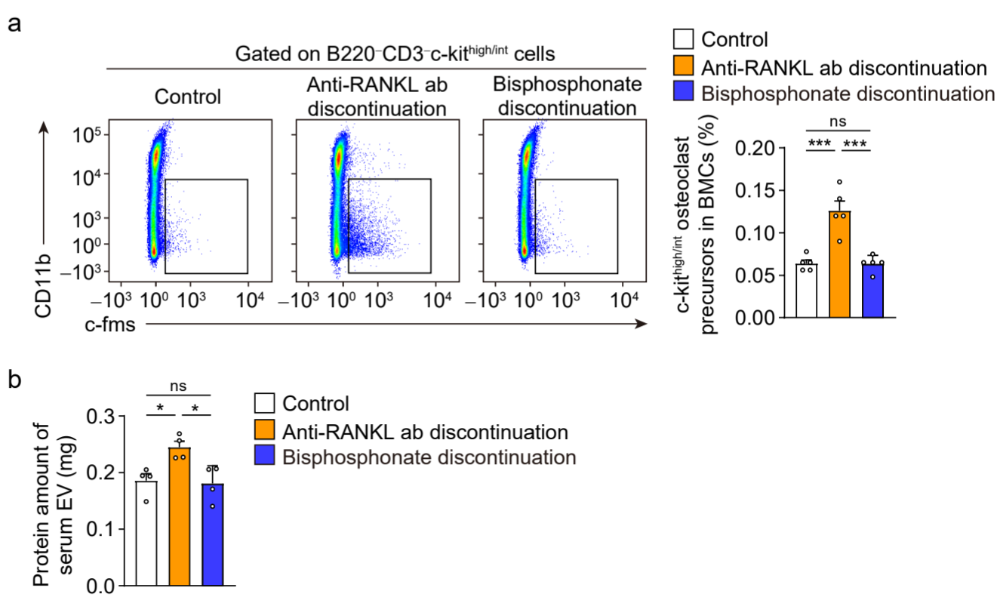 a
Gated on B220⁻CD3⁻c-kitʰⁱᵍʰ/ⁱⁿᵗ cells
Control
Anti-RANKL ab
discontinuation
Bisphosphonate
discontinuation
10⁵
10⁴
10³
10⁰
–10³
CD11b
–10³ 10⁰ 10³ 10⁴
–10³ 10⁰ 10³ 10⁴
–10³ 10⁰ 10³ 10⁴
c-fms
Control
Anti-RANKL ab discontinuation
Bisphosphonate discontinuation
c-kitʰⁱᵍʰ/ⁱⁿᵗ osteoclast
precursors in BMCs (%)
ns
*** ***
0.20
0.15
0.10
0.05
0.00
b
Protein amount of
serum EV (mg)
ns
* *
0.3
0.2
0.1
0.0
Control
Anti-RANKL ab discontinuation
Bisphosphonate discontinuation